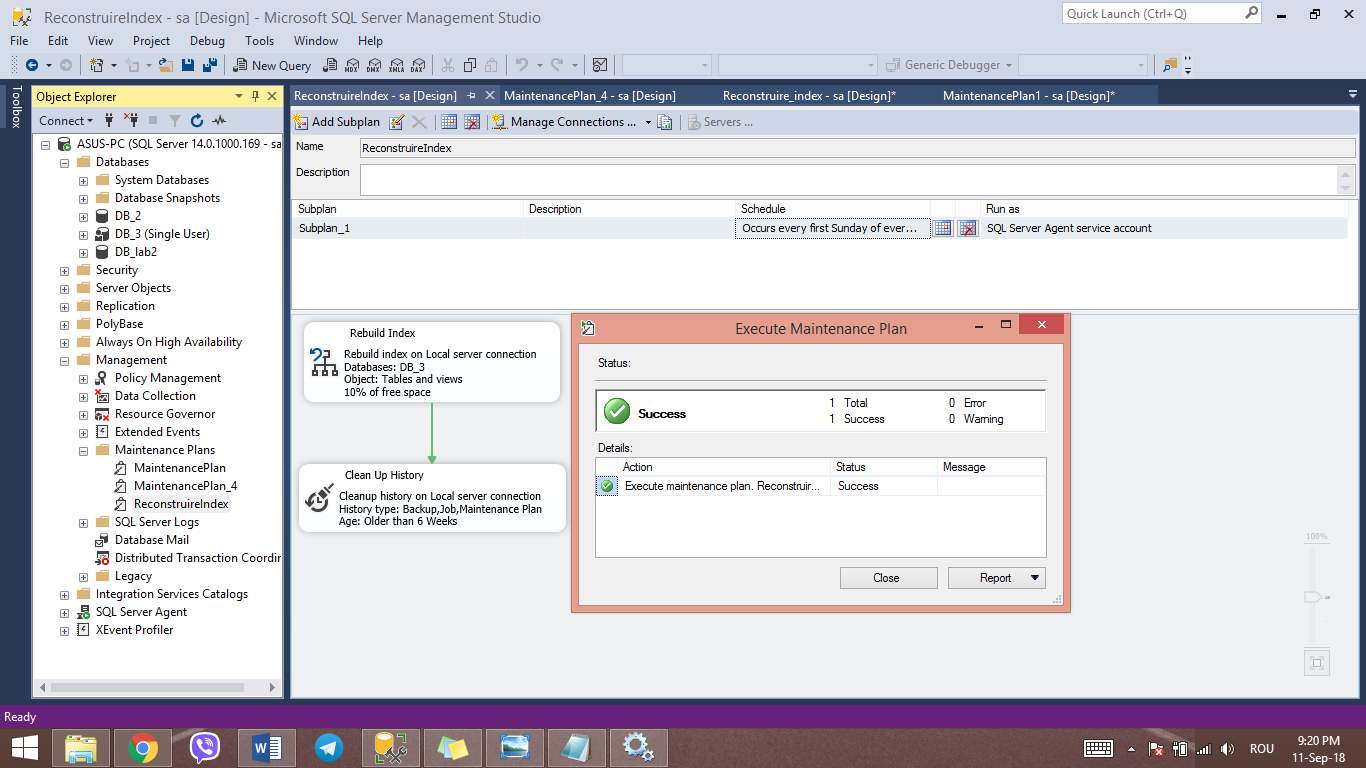 ReconstruireIndex - sa [Design] - Microsoft SQL Server Management Studio
Quick Launch (Ctrl+Q)
File Edit View Project Debug Tools Window Help
New Query
MDX DMX XMLA DAX
Generic Debugger
Toolbox
Object Explorer
Connect
ASUS-PC (SQL Server 14.0.1000.169 - sa
Databases
System Databases
Database Snapshots
DB_2
DB_3 (Single User)
DB_lab2
Security
Server Objects
Replication
PolyBase
Always On High Availability
Management
Policy Management
Data Collection
Resource Governor
Extended Events
Maintenance Plans
MaintenancePlan
MaintenancePlan_4
ReconstruireIndex
SQL Server Logs
Database Mail
Distributed Transaction Coordin
Legacy
Integration Services Catalogs
SQL Server Agent
XEvent Profiler
ReconstruireIndex - sa [Design] MaintenancePlan_4 - sa [Design] Reconstruire_index - sa [Design]* MaintenancePlan1 - sa [Design]*
Add Subplan Manage Connections ... Servers ...
Name ReconstruireIndex
Description
Subplan Description Schedule Run as
Subplan_1 Occurs every first Sunday of ever... SQL Server Agent service account
Rebuild Index
Rebuild index on Local server connection
Databases: DB_3
Object: Tables and views
10% of free space
Clean Up History
Cleanup history on Local server connection
History type: Backup,Job,Maintenance Plan
Age: Older than 6 Weeks
Execute Maintenance Plan
Status:
Success
1 Total 0 Error
1 Success 0 Warning
Details:
Action Status Message
Execute maintenance plan. Reconstruir... Success
Close Report
100%
Ready
ROU
9:20 PM
11-Sep-18